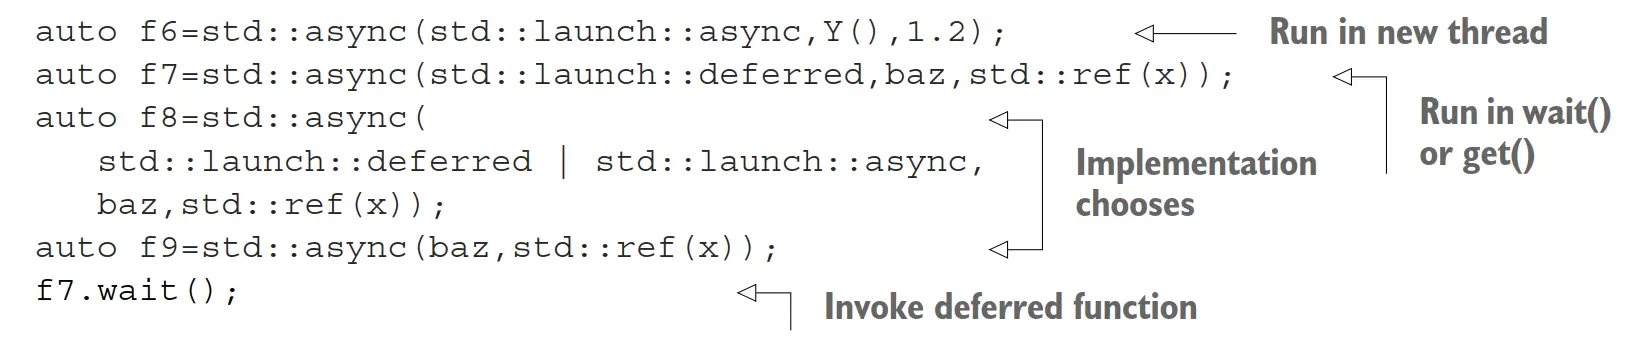 auto f6=std::async(std::launch::async,Y(),1.2); Run in new thread
auto f7=std::async(std::launch::deferred,baz,std::ref(x));
Run in wait()
or get()
auto f8=std::async(
std::launch::deferred | std::launch::async,
baz,std::ref(x));
Implementation
chooses
auto f9=std::async(baz,std::ref(x));
f7.wait();
Invoke deferred function